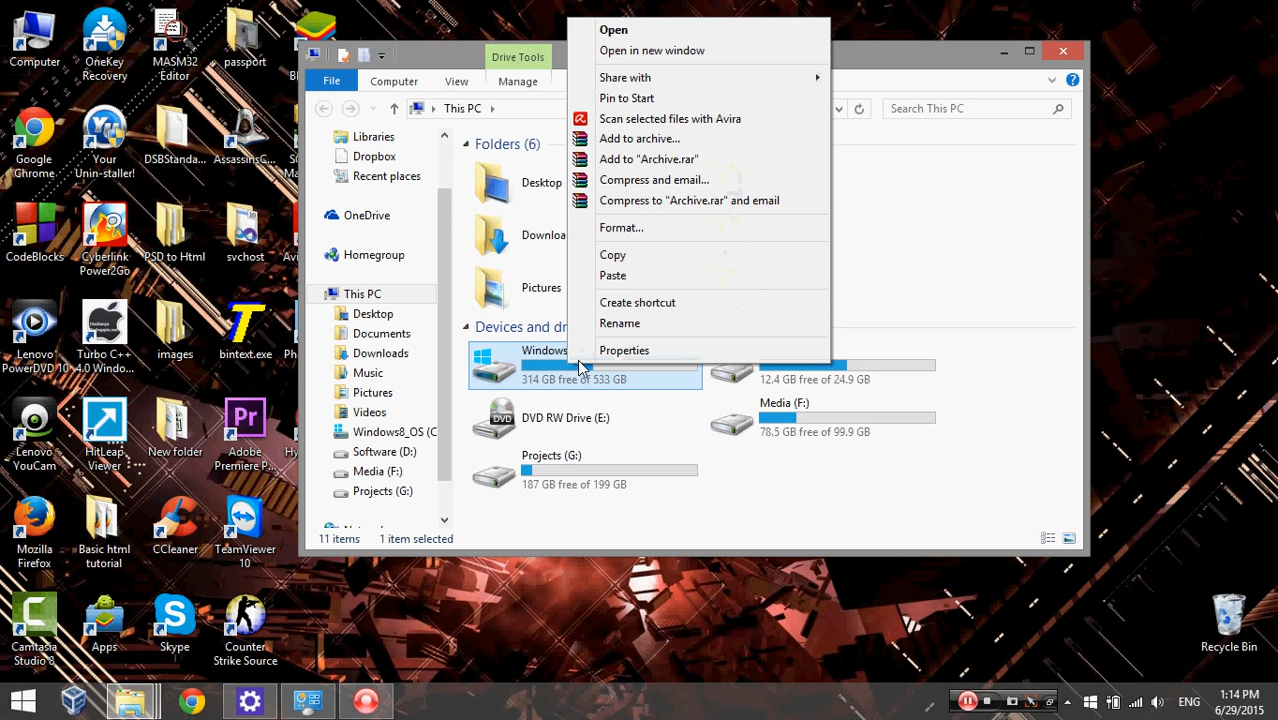 Computer
OneKey
Recovery
MASM32
Editor
passport
Google
Chrome
Your
Unin-staller!
DSBStanda...
AssassinsC...
CodeBlocks
Cyberlink
Power2Go
PSD to Html
svchost
Lenovo
PowerDVD 10
Turbo C++
4.0 Window...
images
bintext.exe
Lenovo
YouCam
HitLeap
Viewer
New folder
Adobe
Premiere P...
Mozilla
Firefox
Basic html
tutorial
CCleaner
TeamViewer
10
Camtasia
Studio 8
Apps
Skype
Counter
Strike Source
Recycle Bin
Drive Tools
File
Computer
View
Manage
This PC
Search This PC
Libraries
Dropbox
Recent places
OneDrive
Homegroup
This PC
Desktop
Documents
Downloads
Music
Pictures
Videos
Windows8_OS (C
Software (D:)
Media (F:)
Projects (G:)
Folders (6)
Desktop
Downloa
Pictures
Devices and dri
Windows
314 GB free of 533 GB
12.4 GB free of 24.9 GB
DVD RW Drive (E:)
Media (F:)
78.5 GB free of 99.9 GB
Projects (G:)
187 GB free of 199 GB
11 items
1 item selected
Open
Open in new window
Share with
Pin to Start
Scan selected files with Avira
Add to archive...
Add to "Archive.rar"
Compress and email...
Compress to "Archive.rar" and email
Format...
Copy
Paste
Create shortcut
Rename
Properties
ENG
1:14 PM
6/29/2015